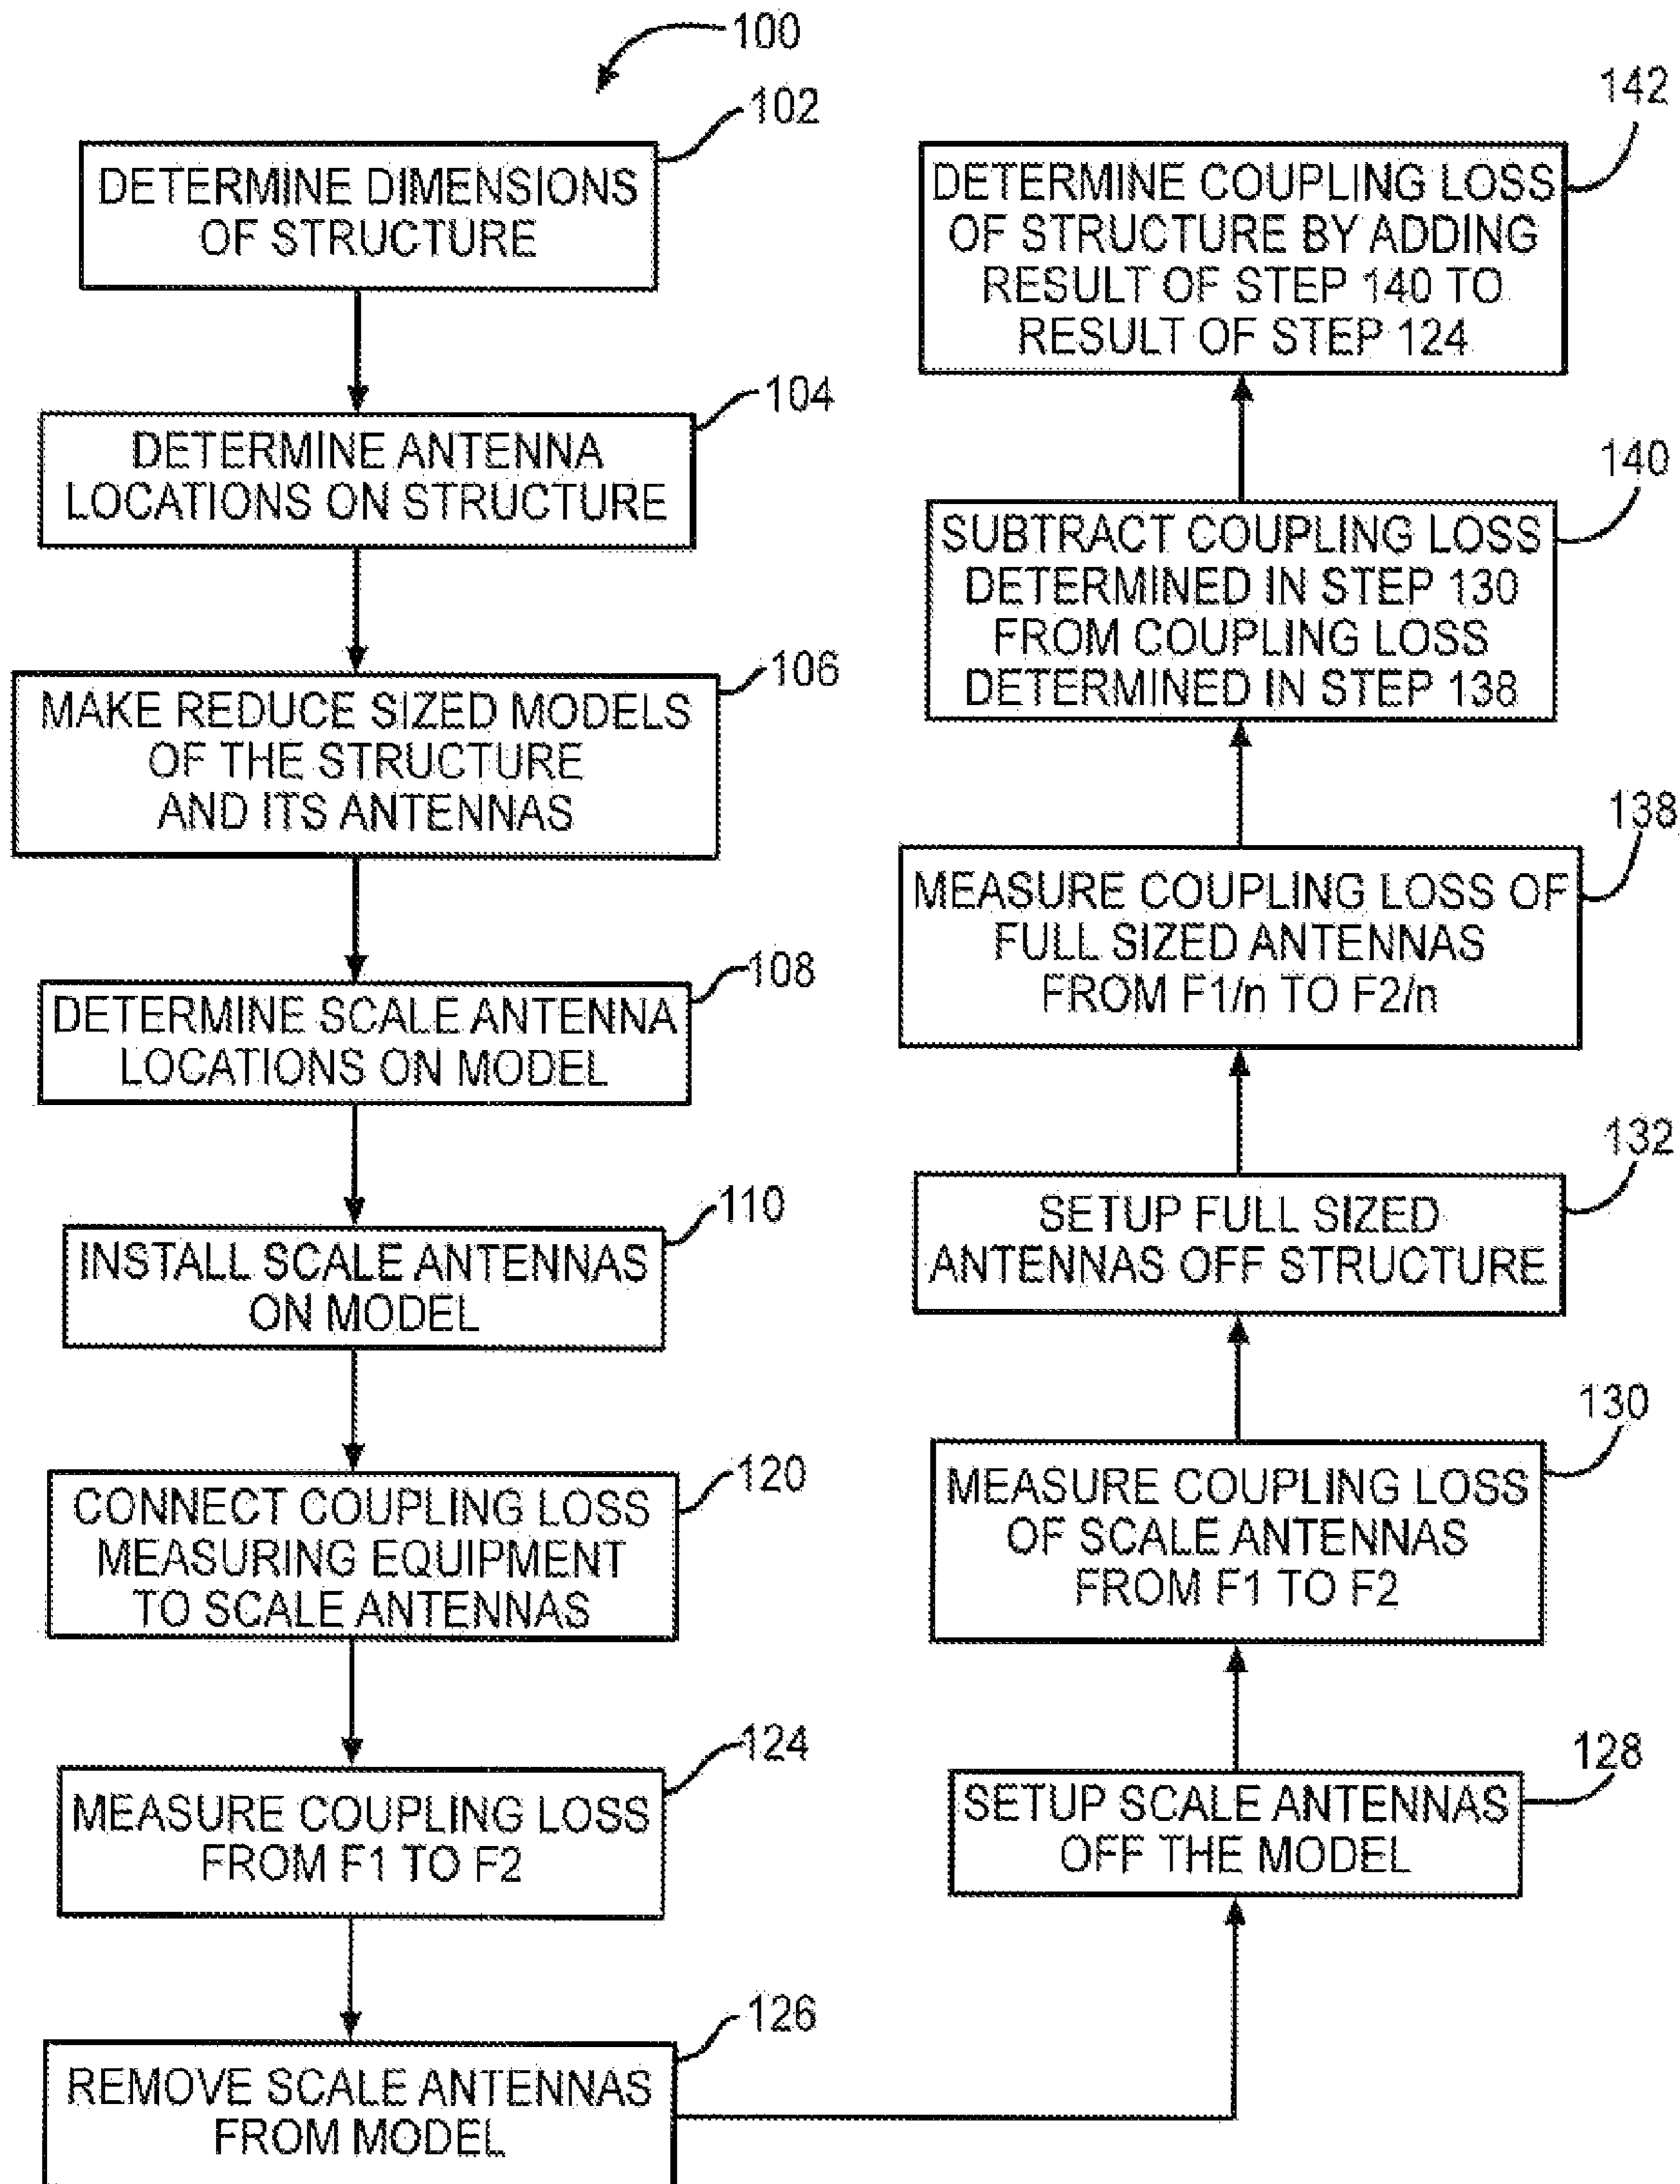 100
102
DETERMINE DIMENSIONS
OF STRUCTURE
104
DETERMINE ANTENNA
LOCATIONS ON STRUCTURE
106
MAKE REDUCE SIZED MODELS
OF THE STRUCTURE
AND ITS ANTENNAS
108
DETERMINE SCALE ANTENNA
LOCATIONS ON MODEL
110
INSTALL SCALE ANTENNAS
ON MODEL
120
CONNECT COUPLING LOSS
MEASURING EQUIPMENT
TO SCALE ANTENNAS
124
MEASURE COUPLING LOSS
FROM F1 TO F2
126
REMOVE SCALE ANTENNAS
FROM MODEL
128
SETUP SCALE ANTENNAS
OFF THE MODEL
130
MEASURE COUPLING LOSS
OF SCALE ANTENNAS
FROM F1 TO F2
132
SETUP FULL SIZED
ANTENNAS OFF STRUCTURE
138
MEASURE COUPLING LOSS OF
FULL SIZED ANTENNAS
FROM F1/n TO F2/n
140
SUBTRACT COUPLING LOSS
DETERMINED IN STEP 130
FROM COUPLING LOSS
DETERMINED IN STEP 138
142
DETERMINE COUPLING LOSS
OF STRUCTURE BY ADDING
RESULT OF STEP 140 TO
RESULT OF STEP 124